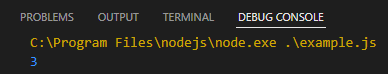 PROBLEMS OUTPUT TERMINAL DEBUG CONSOLE
C:\Program Files\nodejs\node.exe .\example.js
3